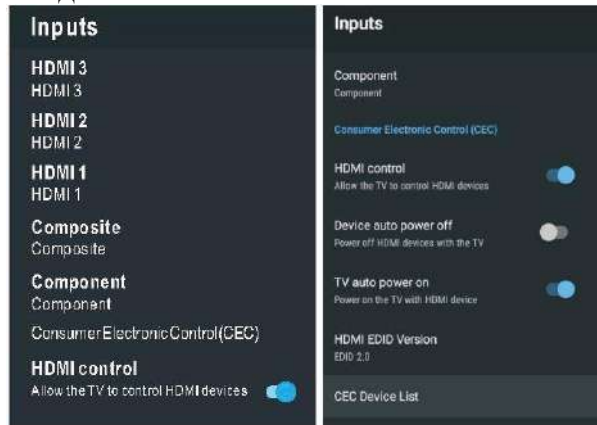 Inputs
HDMI 3
HDMI 3
HDMI 2
HDMI 2
HDMI 1
HDMI 1
Composite
Composite
Component
Component
ConsumerElectronicControl(CEC)
HDMI control
Allow the TV to control HDMI devices
Inputs
Component
Component
Consumer Electronic Control (CEC)
HDMI control
Allow the TV to control HDMI devices
Device auto power off
Power off HDMI devices with the TV
TV auto power on
Power on the TV with HDMI device
HDMI EDID Version
EDID 2.0
CEC Device List